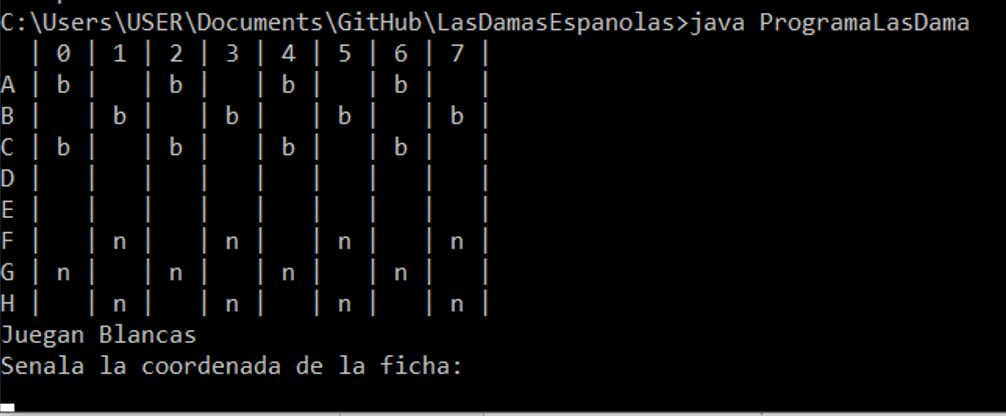 C:\Users\USER\Documents\GitHub\LasDamasEspanolas>java ProgramaLasDama
  | 0 | 1 | 2 | 3 | 4 | 5 | 6 | 7 |
A | b |   | b |   | b |   | b |   |
B |   | b |   | b |   | b |   | b |
C | b |   | b |   | b |   | b |   |
D |   |   |   |   |   |   |   |   |
E |   |   |   |   |   |   |   |   |
F |   | n |   | n |   | n |   | n |
G | n |   | n |   | n |   | n |   |
H |   | n |   | n |   | n |   | n |
Juegan Blancas
Senala la coordenada de la ficha: